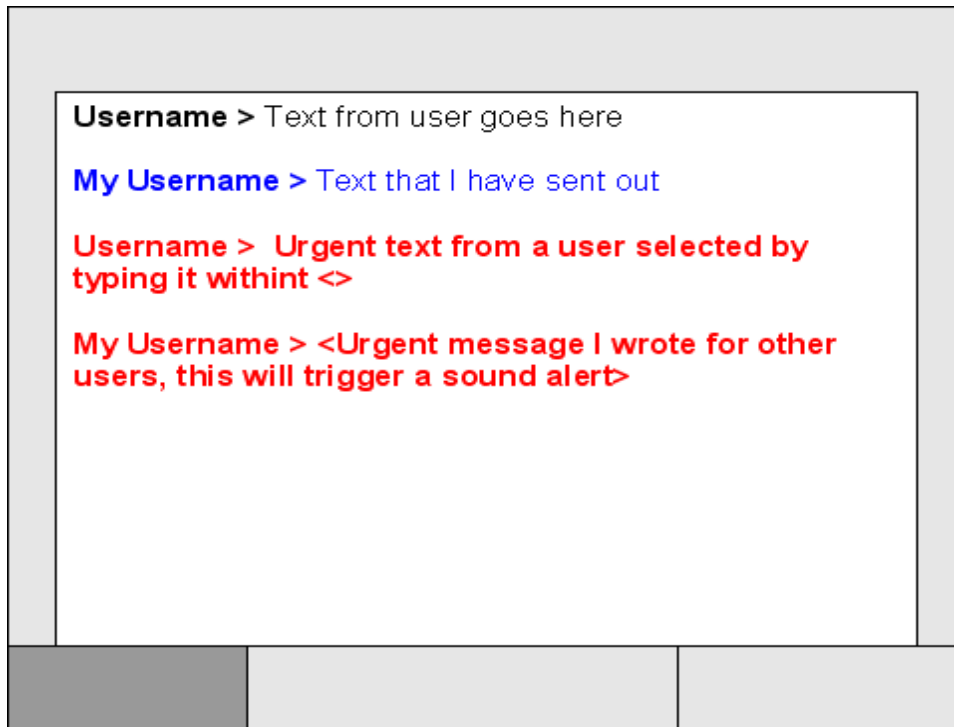 Username > Text from user goes here
My Username > Text that I have sent out
Username >  Urgent text from a user selected by
typing it withint <>
My Username > <Urgent message I wrote for other
users, this will trigger a sound alert>